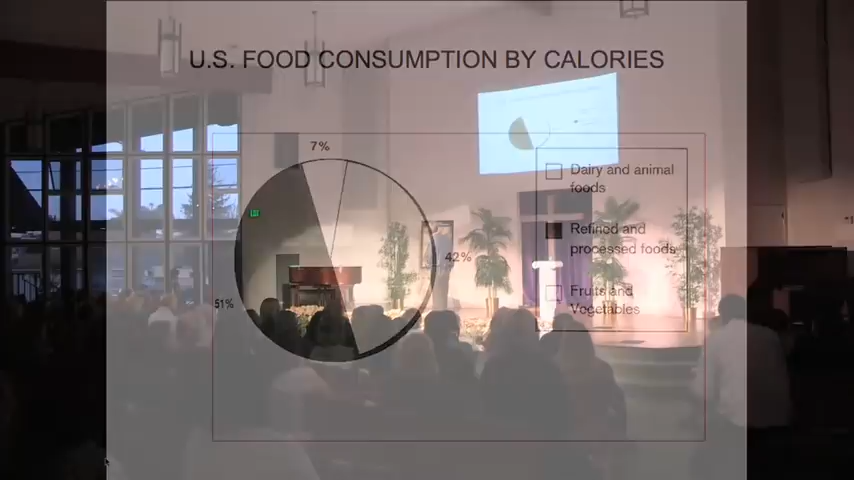 U.S. FOOD CONSUMPTION BY CALORIES
7%
Dairy and animal
foods
Refined and
processed foods
42%
Fruits and
Vegetables
51%